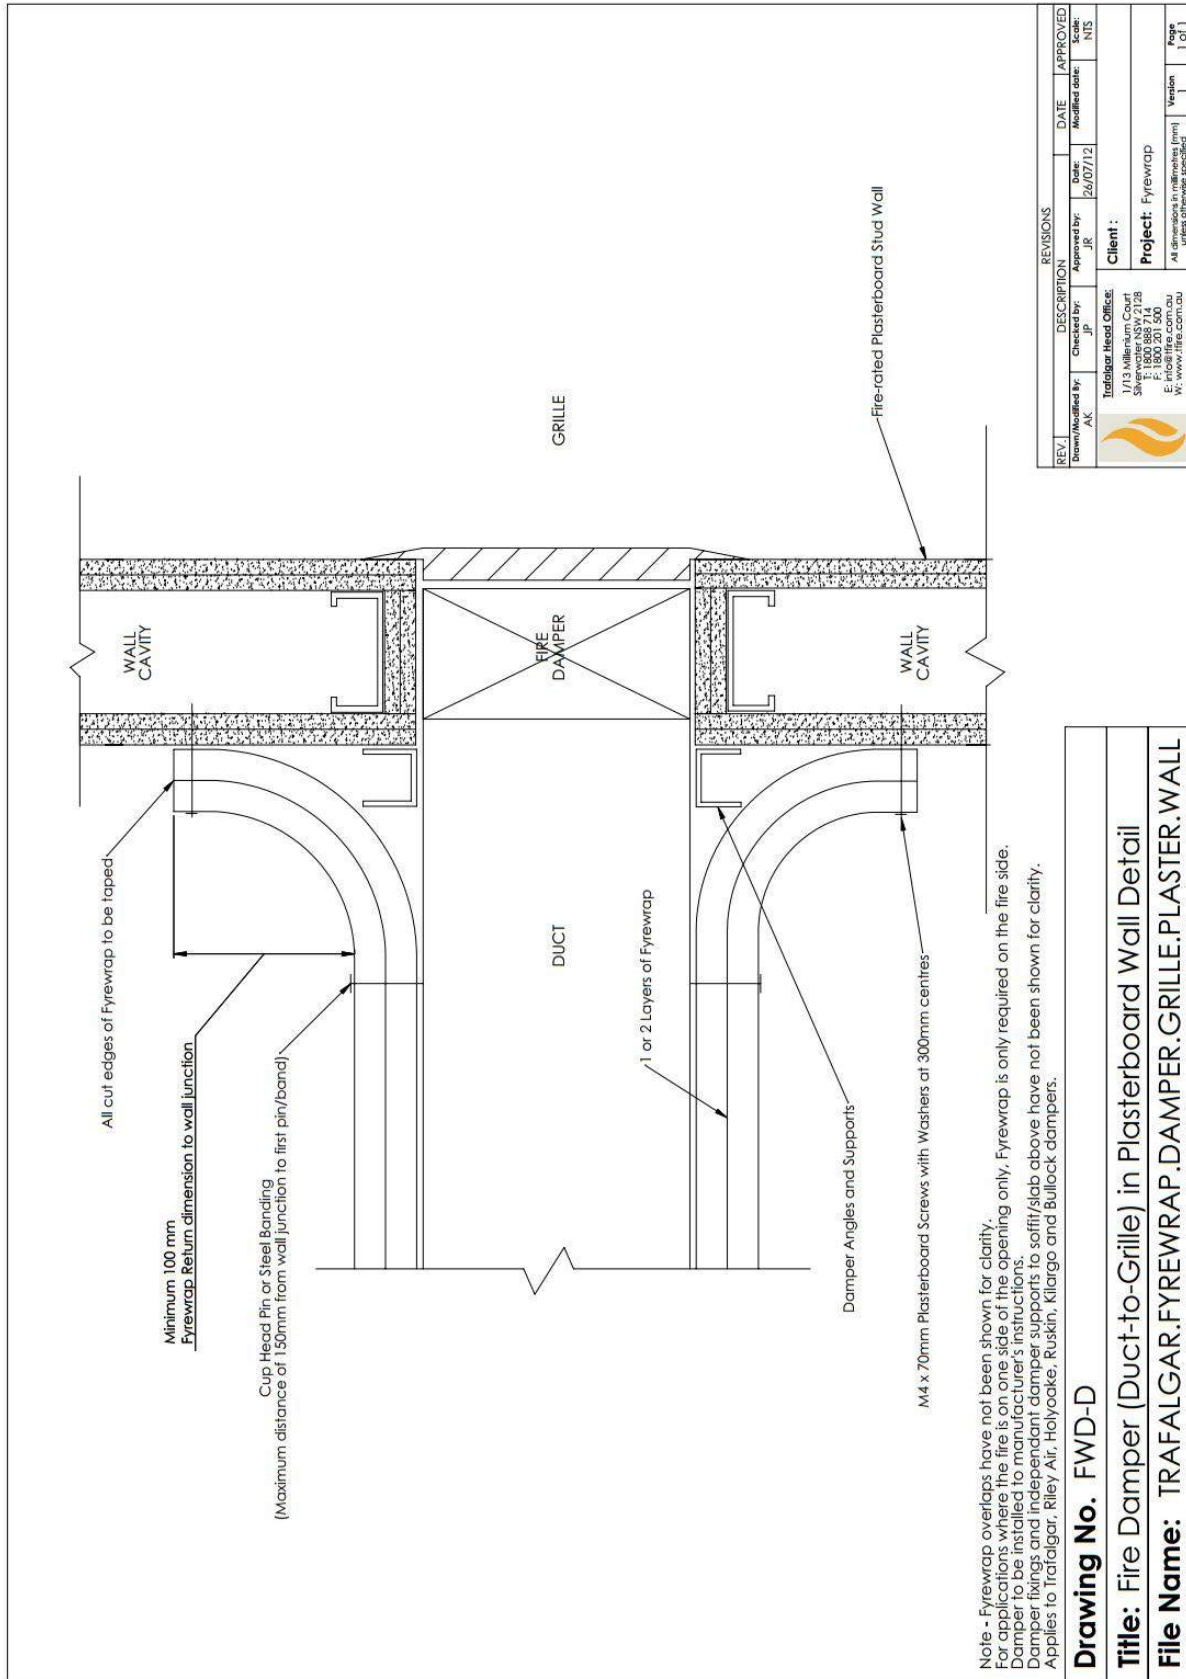 All cut edges of Fyrewrap to be taped
Minimum 100 mm
Fyrewrap Return dimension to wall junction
Cup Head Pin or Steel Banding
(Maximum distance of 150mm from wall junction to first pin/band)
WALL
CAVITY
DUCT
FIRE
DAMPER
GRILLE
1 or 2 Layers of Fyrewrap
Damper Angles and Supports
WALL
CAVITY
Fire-rated Plasterboard Stud Wall
M4 x 70mm Plasterboard Screws with Washers at 300mm centres
Note - Fyrewrap overlaps have not been shown for clarity.
For applications where the fire is on one side of the opening only, Fyrewrap is only required on the fire side.
Damper to be installed to manufacturer's instructions.
Damper fixings and independant damper supports to soffit/slab above have not been shown for clarity.
Applies to Trafalgar, Riley Air, Holyoake, Ruskin, Kilargo and Bullock dampers.
Drawing No. FWD-D
Title: Fire Damper (Duct-to-Grille) in Plasterboard Wall Detail
File Name: TRAFALGAR.FYREWRAP.DAMPER.GRILLE.PLASTER.WALL
REVISIONS
REV. DESCRIPTION DATE APPROVED
Drawn/Modified By: AK
Checked by: JP
Approved by: JR
Date: 26/07/12
Modified date:
Scale: NTS
Trafalgar Head Office:
1/13 Millenium Court
Silverwater NSW 2128
T: 1800 888 714
F: 1800 201 500
E: info@tfire.com.au
W: www.tfire.com.au
Client :
Project: Fyrewrap
All dimensions in millimetres (mm)
unless otherwise specified
Version
1
Page
1 of 1